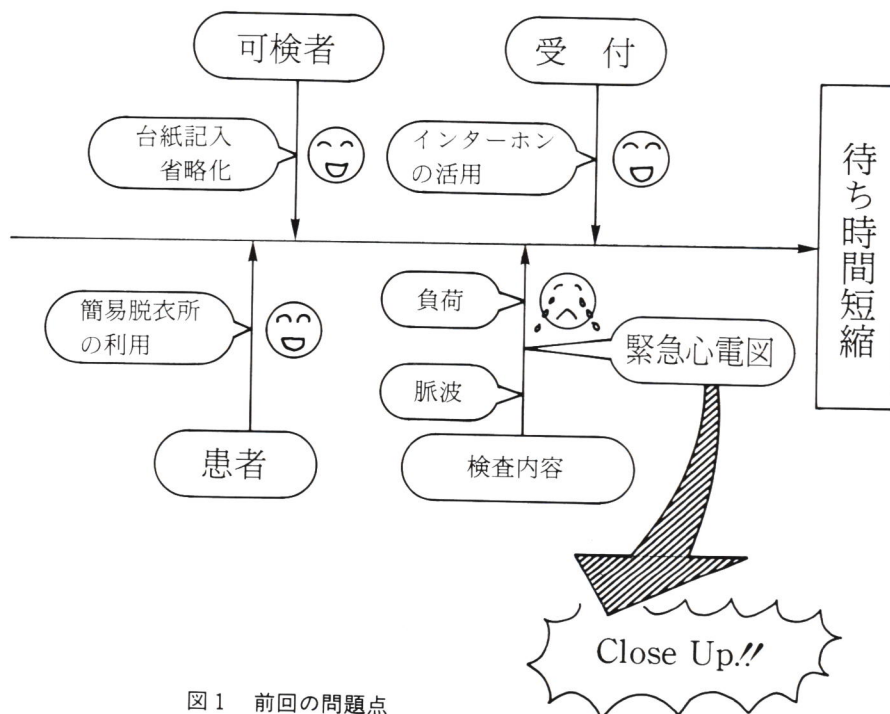 可検者
受 付
台紙記入
省略化
インターホン
の活用
待ち時間短縮
簡易脱衣所
の利用
負荷
緊急心電図
脈波
患者
検査内容
Close Up!!
図1 前回の問題点